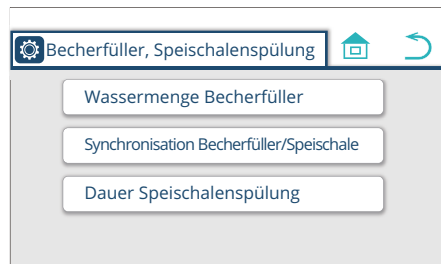 Becherfüller, Speischalenspülung
Wassermenge Becherfüller
Synchronisation Becherfüller/Speischale
Dauer Speischalenspülung